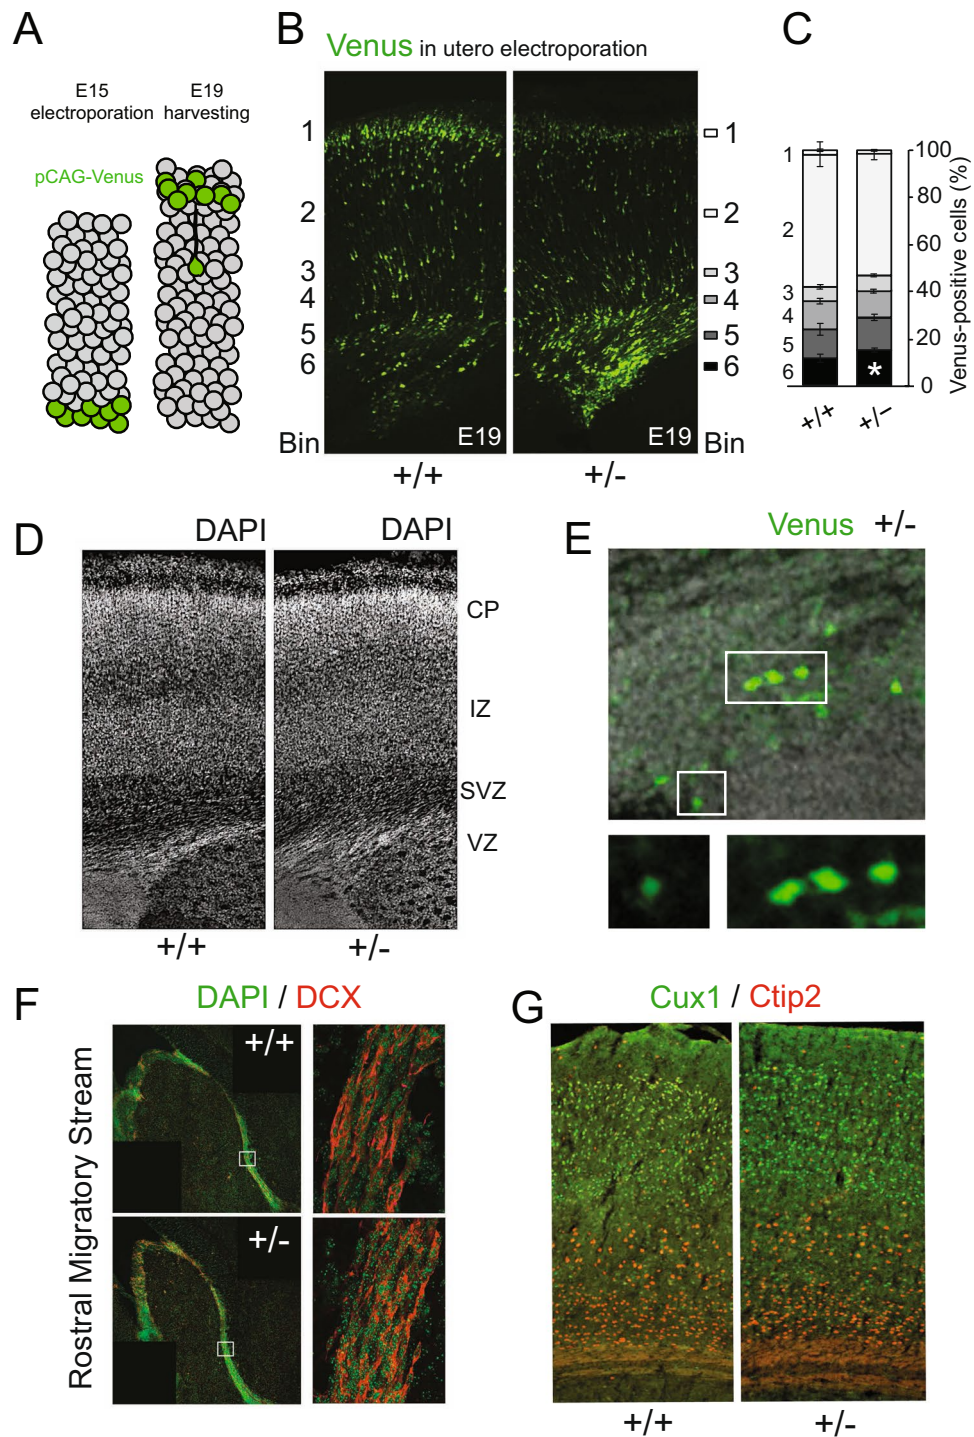 A
B
C
Venus in utero electroporation
E15
electroporation
E19
harvesting
pCAG-Venus
1
2
3
4
5
6
Bin
E19
E19
+/+
+/-
1
2
3
4
5
6
Bin
1
2
3
4
5
6
*
100
80
60
40
20
0
Venus-positive cells (%)
+/+
+/−
D
DAPI
DAPI
CP
IZ
SVZ
VZ
+/+
+/-
E
Venus +/-
F
DAPI / DCX
Rostral Migratory Stream
+/+
+/-
G
Cux1 / Ctip2
+/+
+/-